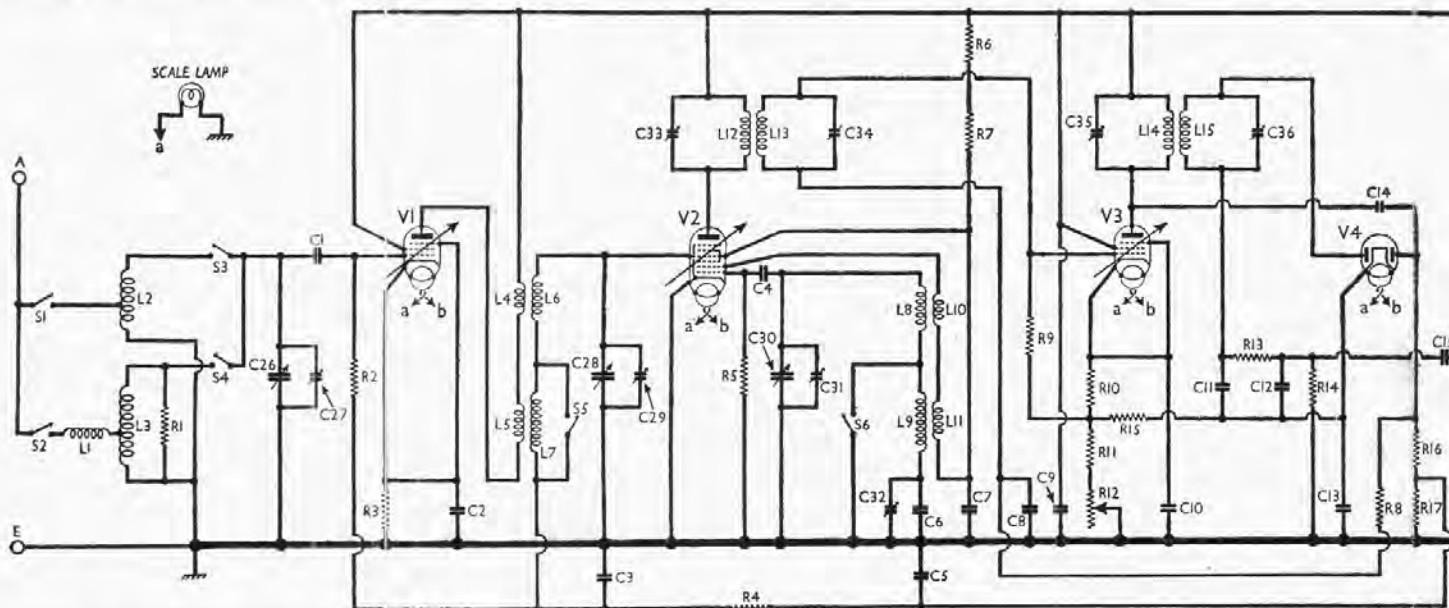 SCALE LAMP
a
A
E
S1
S2
L1
L2
L3
R1
S3
S4
C26
C27
C1
R2
V1
a b
R3
C2
L4
L5
L6
L7
S5
C28
C29
C3
R4
C33
L12
L13
C34
V2
a b
C4
R5
C30
C31
L8
L10
S6
L9
L11
C32
C6
C5
C7
R6
R7
R9
C8
C9
C35
L14
L15
C36
V3
a b
R10
R11
R12
R15
C10
C14
V4
a b
R13
C11
C12
R14
C13
R8
R16
R17